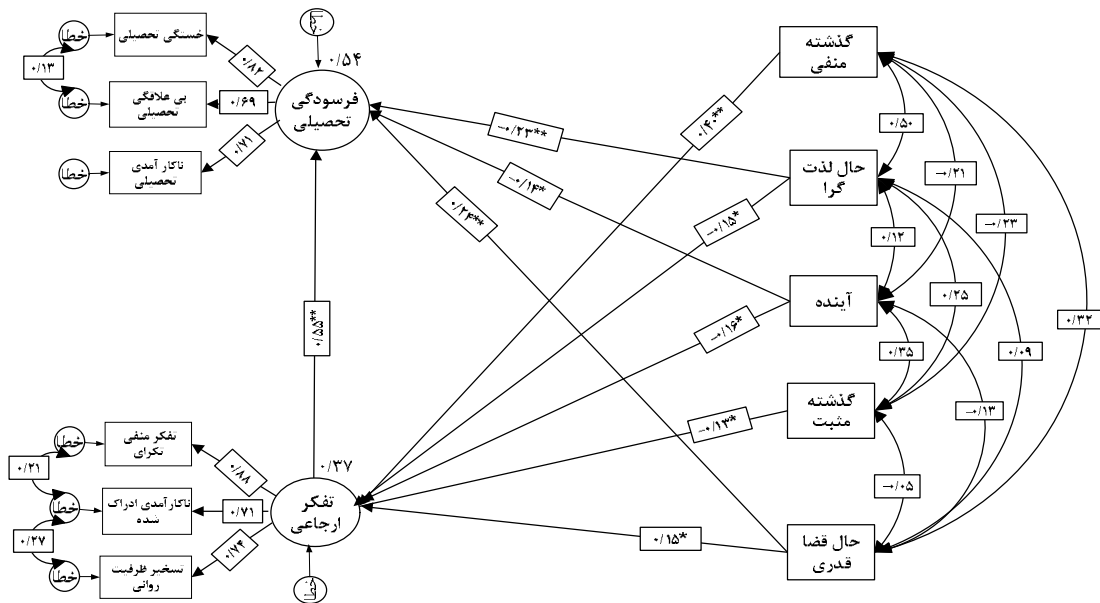 گذشته
منفی
حال لذت
گرا
آینده
گذشته
مثبت
حال قضا
قدری
۰/۵۰
-۰/۲۱
-۰/۲۳
۰/۱۲
۰/۲۵
۰/۳۲
۰/۳۵
۰/۰۹
-۰/۱۳
-۰/۰۵
۰/۴۰**
-۰/۲۳**
-۰/۱۴*
-۰/۱۵*
۰/۲۴**
-۰/۱۶*
-۰/۱۳*
۰/۱۵*
خطا
۰/۵۴
فرسودگی
تحصیلی
۰/۸۲
۰/۶۹
۰/۷۱
خستگی تحصیلی
بی علاقگی
تحصیلی
ناکارآمدی
تحصیلی
خطا
خطا
خطا
۰/۱۳
۰/۵۵**
۰/۳۷
تفکر
ارجاعی
خطا
۰/۸۸
۰/۷۱
۰/۷۴
تفکر منفی
تکرای
ناکارآمدی ادراک
شده
تسخیر ظرفیت
روانی
خطا
خطا
خطا
۰/۲۱
۰/۲۷